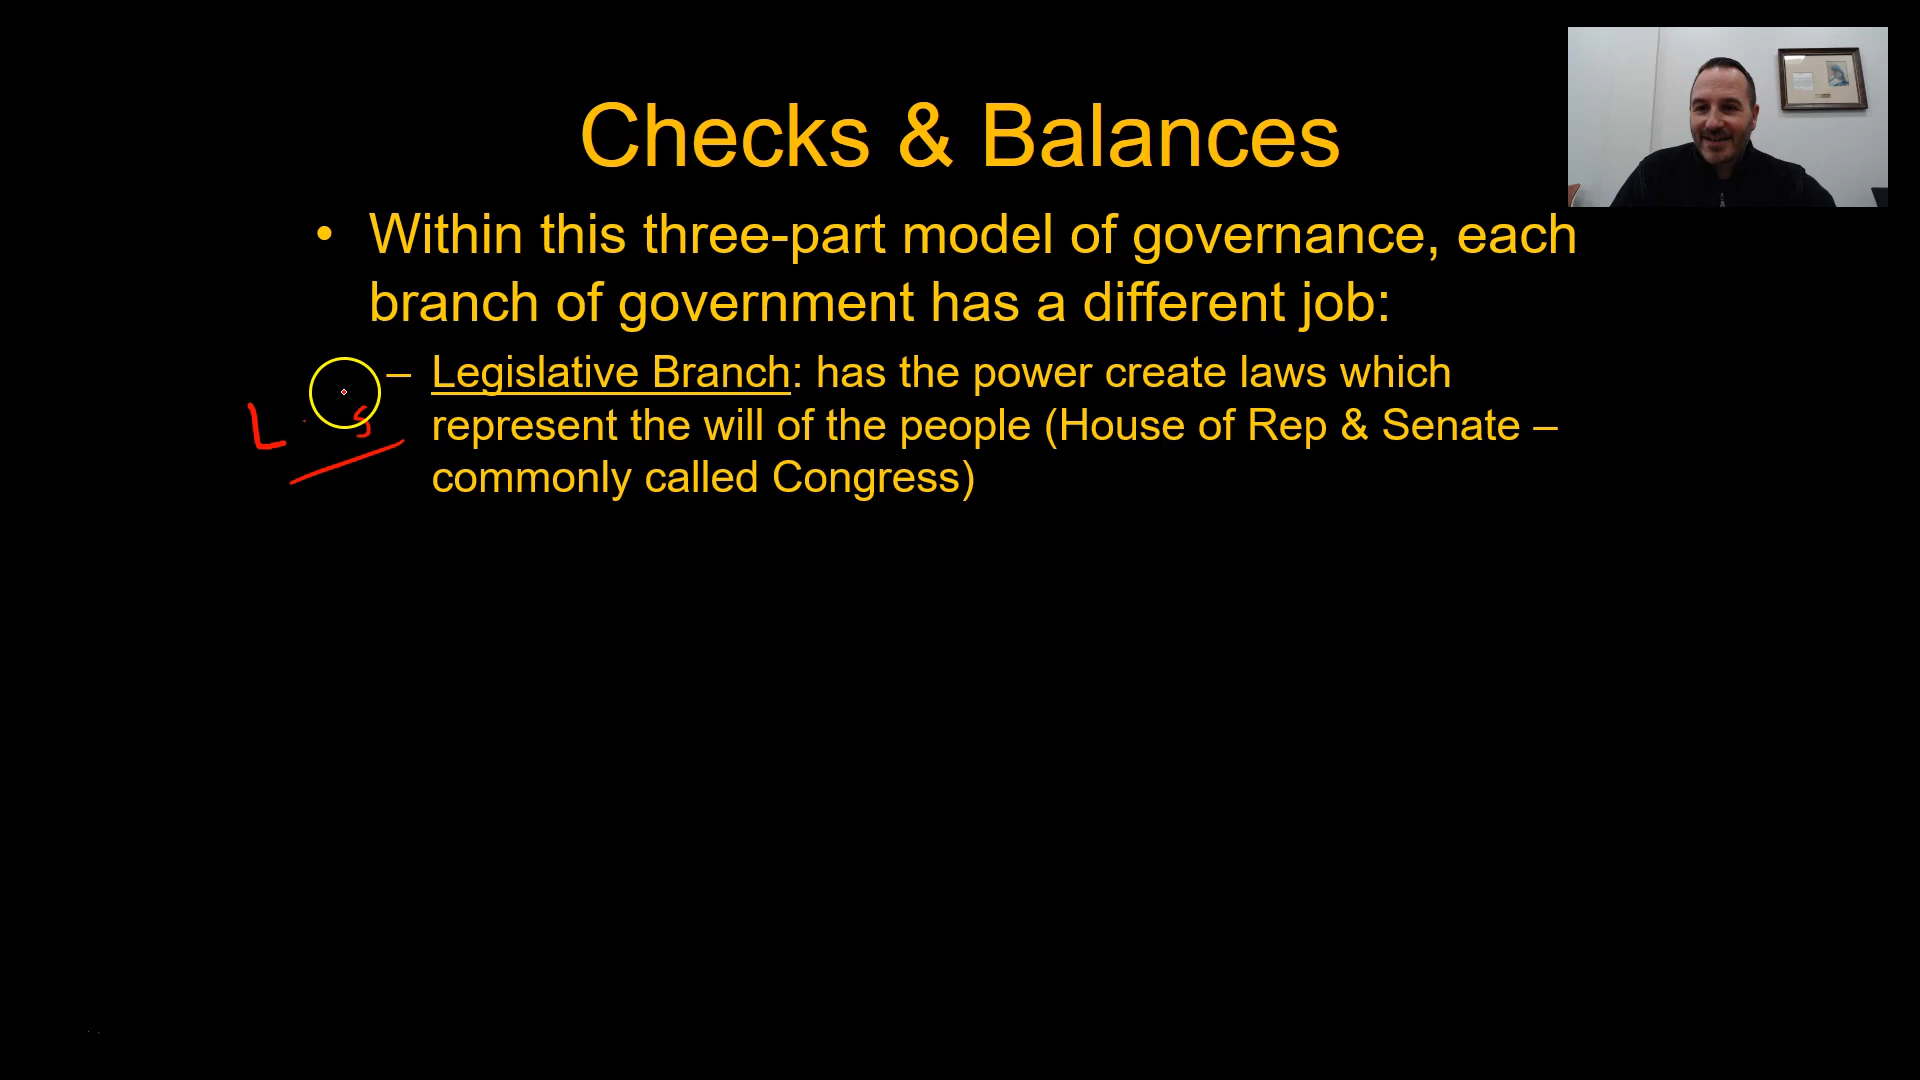 Checks & Balances
• Within this three-part model of governance, each
branch of government has a different job:
– Legislative Branch: has the power create laws which
L s
represent the will of the people (House of Rep & Senate –
commonly called Congress)